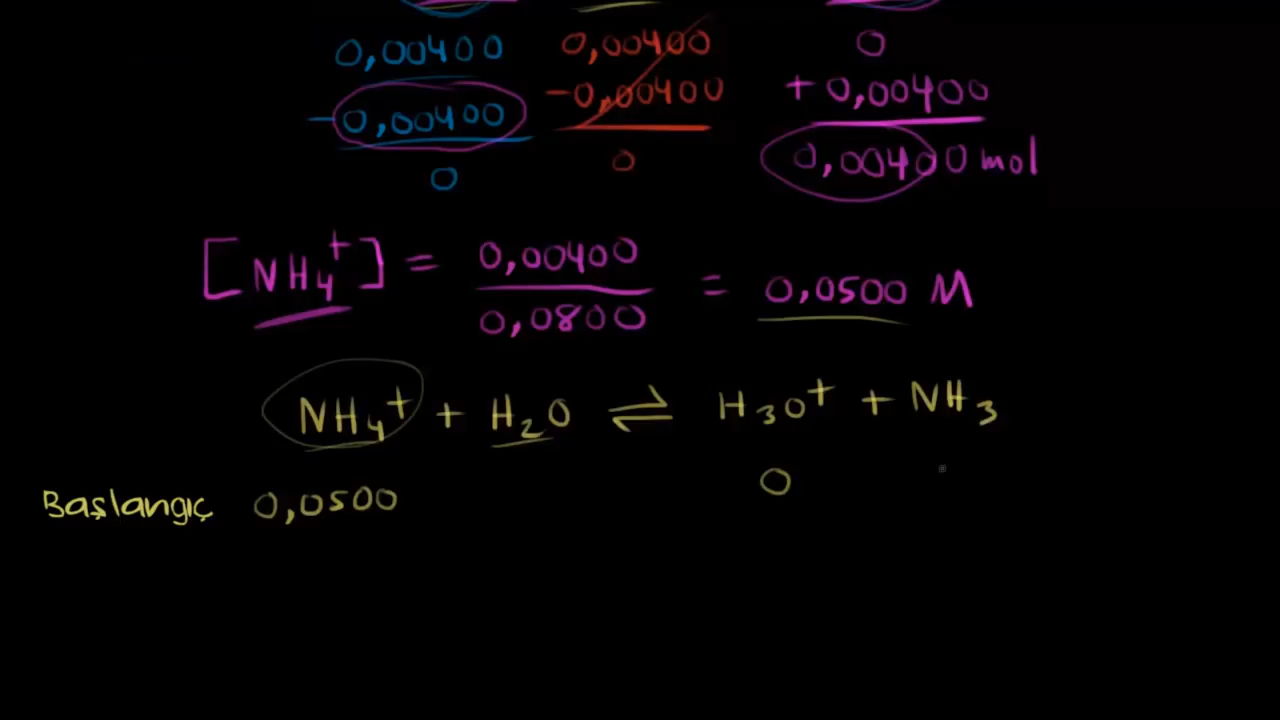 0,00400 0,00400 0
-0,00400 -0,00400 +0,00400
0 0 0,00400 mol
[NH₄⁺] = 0,00400 / 0,0800 = 0,0500 M
NH₄⁺ + H₂O ⇌ H₃O⁺ + NH₃
Başlangıç 0,0500 0